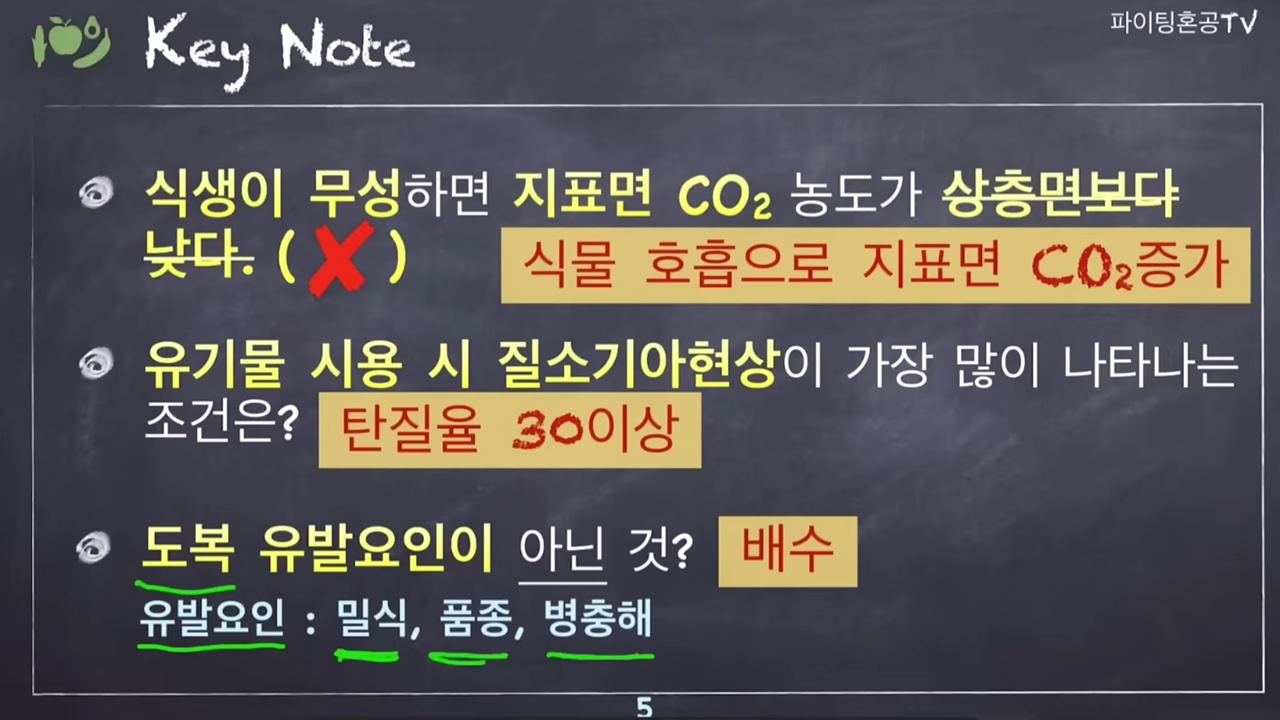 Key Note
파이팅혼공TV
식생이 무성하면 지표면 CO₂ 농도가 상층면보다
낮다. (✘)
식물 호흡으로 지표면 CO₂증가
유기물 시용 시 질소기아현상이 가장 많이 나타나는
조건은?
탄질율 30이상
도복 유발요인이 아닌 것?
배수
유발요인 : 밀식, 품종, 병충해
5